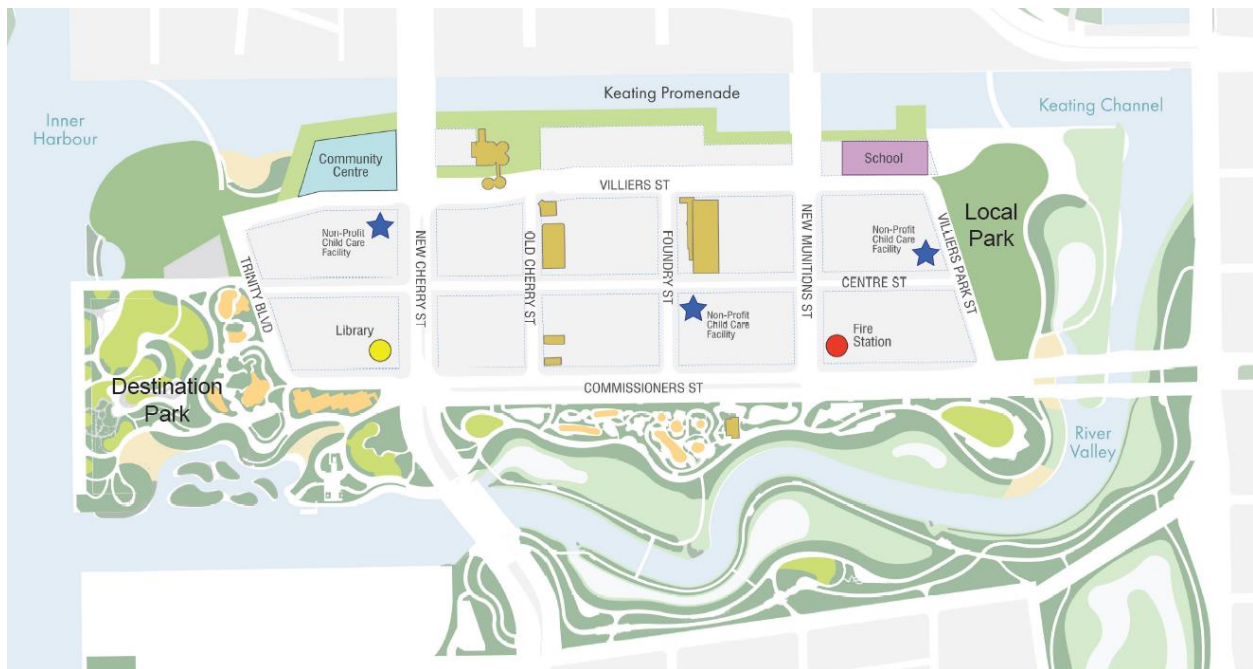 Keating Promenade
Keating Channel
Inner
Harbour
Community
Centre
School
VILLIERS ST
Non-Profit
Child Care
Facility
NEW CHERRY ST
OLD CHERRY ST
FOUNDRY ST
NEW MUNITIONS ST
Non-Profit
Child Care
Facility
VILLIERS PARK ST
Local
Park
TRINITY BLVD
CENTRE ST
Library
Non-Profit
Child Care
Facility
Fire
Station
Destination
Park
COMMISSIONERS ST
River
Valley